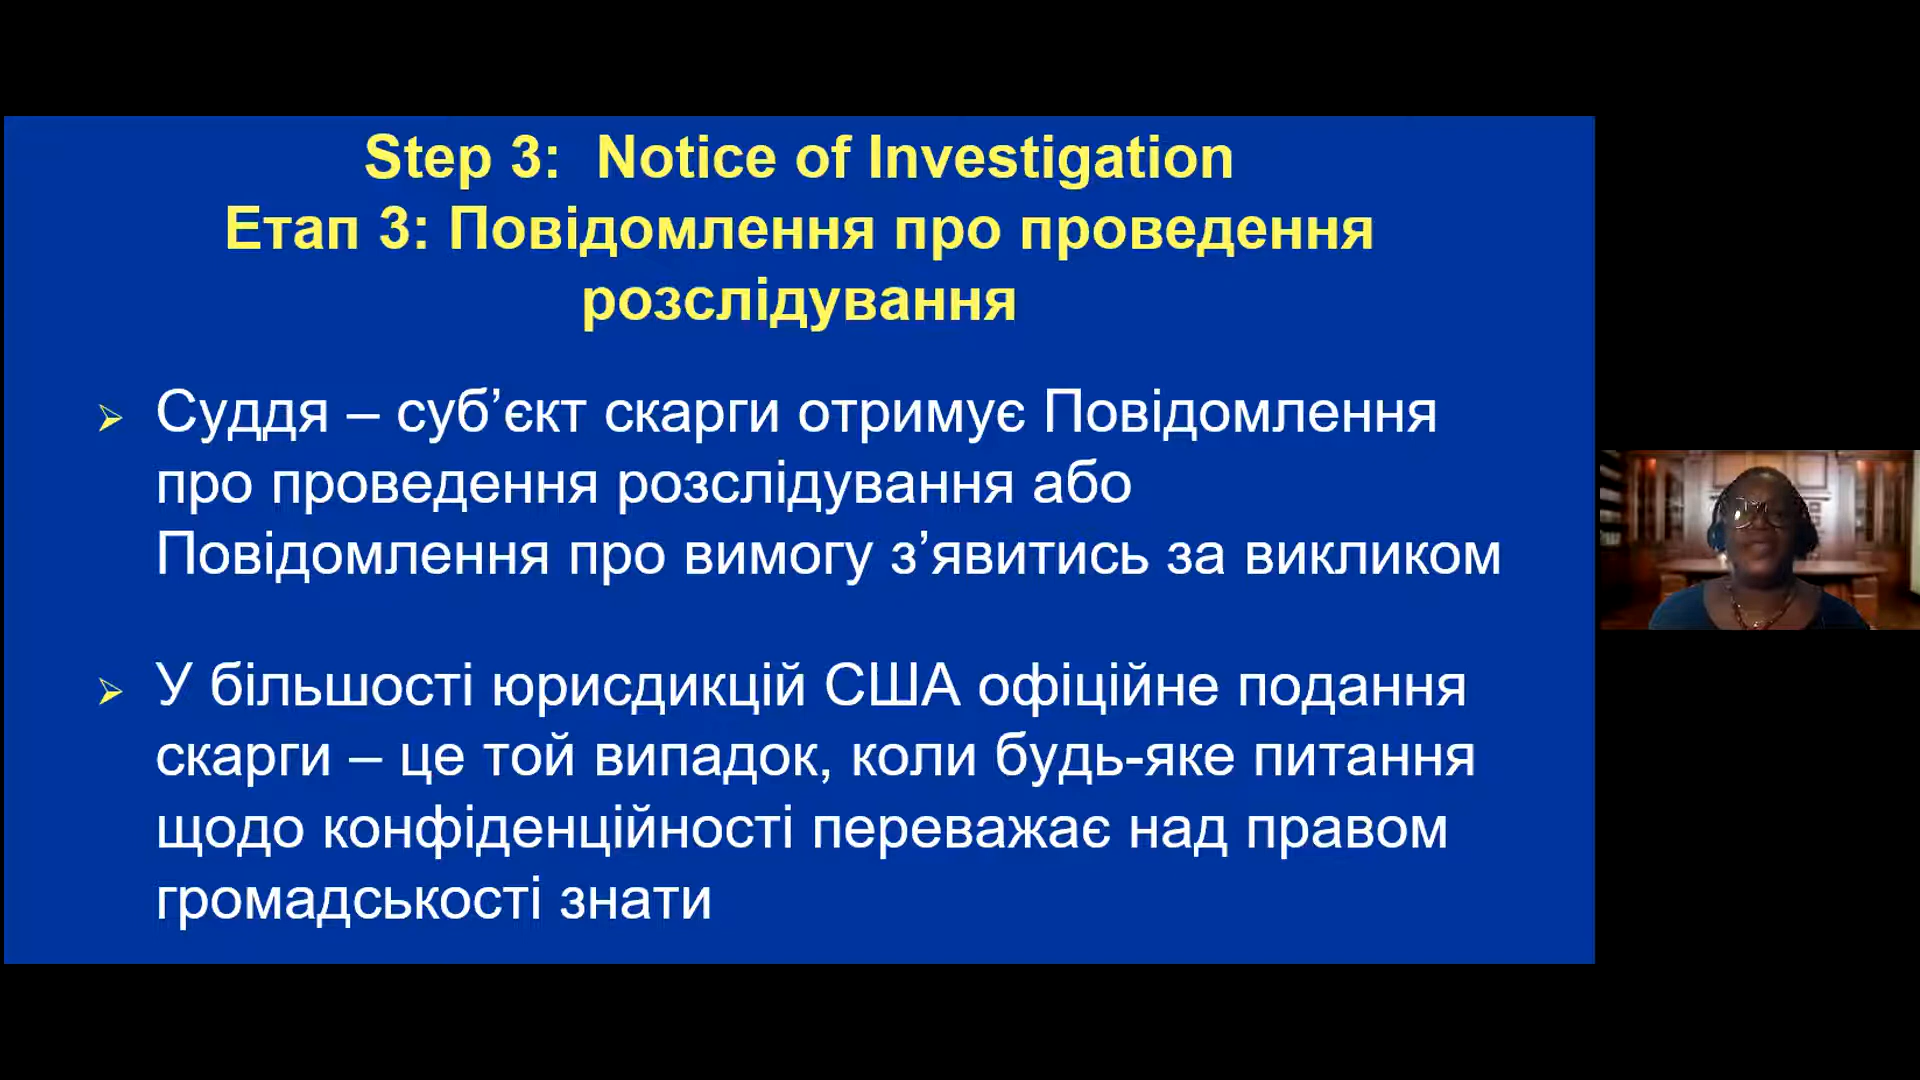 Step 3:  Notice of Investigation
Етап 3: Повідомлення про проведення
розслідування
➢ Суддя – суб’єкт скарги отримує Повідомлення
про проведення розслідування або
Повідомлення про вимогу з’явитись за викликом
➢ У більшості юрисдикцій США офіційне подання
скарги – це той випадок, коли будь-яке питання
щодо конфіденційності переважає над правом
громадськості знати